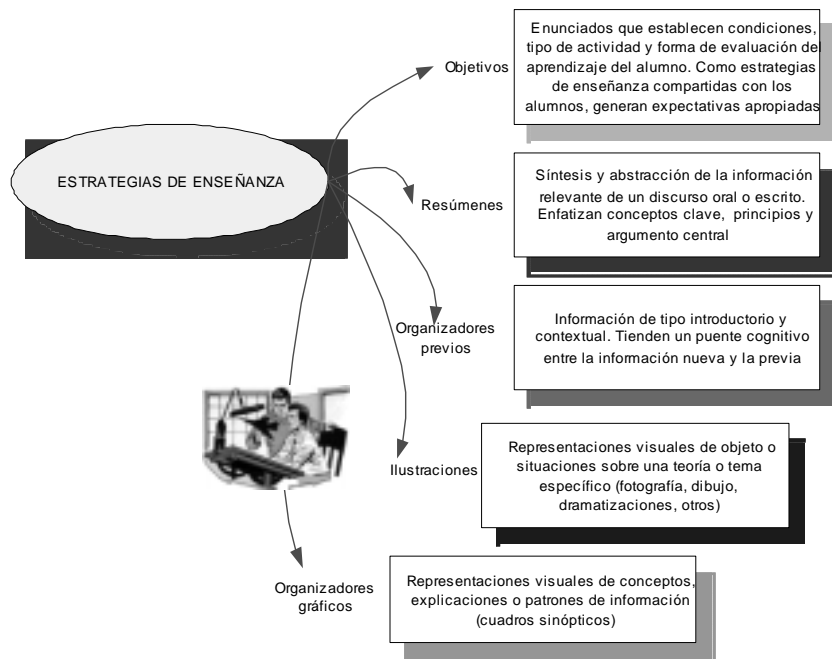 ESTRATEGIAS DE ENSEÑANZA
Objetivos
Enunciados que establecen condiciones,
tipo de actividad y forma de evaluación del
aprendizaje del alumno. Como estrategias
de enseñanza compartidas con los
alumnos, generan expectativas apropiadas
Resúmenes
Síntesis y abstracción de la información
relevante de un discurso oral o escrito.
Enfatizan conceptos clave, principios y
argumento central
Organizadores
previos
Información de tipo introductorio y
contextual. Tienden un puente cognitivo
entre la información nueva y la previa
Ilustraciones
Representaciones visuales de objeto o
situaciones sobre una teoría o tema
específico (fotografía, dibujo,
dramatizaciones, otros)
Organizadores
gráficos
Representaciones visuales de conceptos,
explicaciones o patrones de información
(cuadros sinópticos)